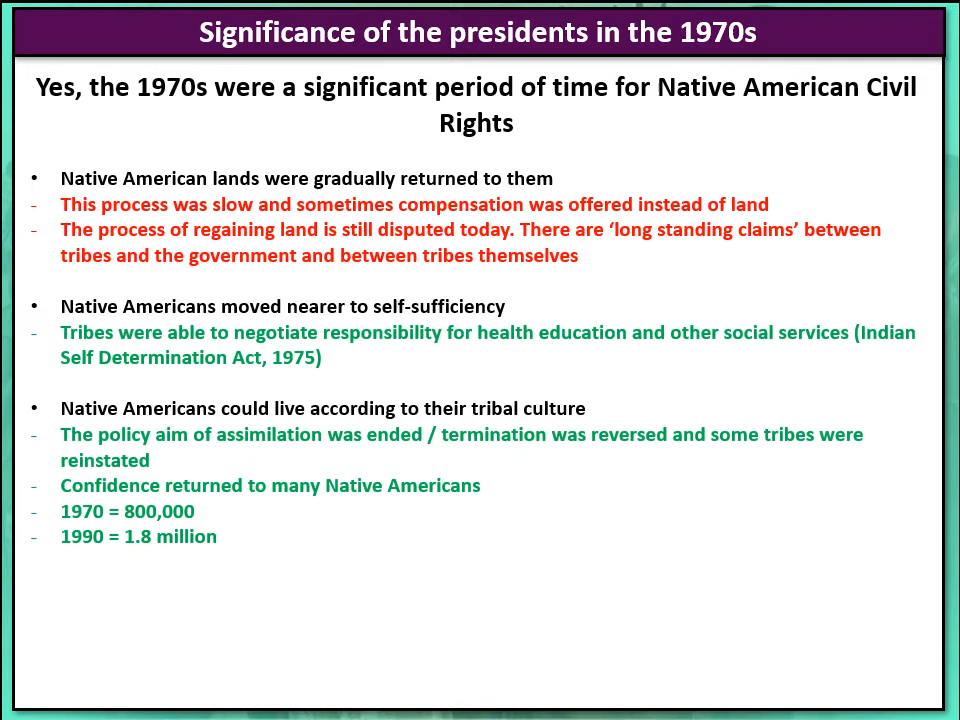 Significance of the presidents in the 1970s
Yes, the 1970s were a significant period of time for Native American Civil
Rights
• Native American lands were gradually returned to them
- This process was slow and sometimes compensation was offered instead of land
- The process of regaining land is still disputed today. There are ‘long standing claims’ between
tribes and the government and between tribes themselves
• Native Americans moved nearer to self-sufficiency
- Tribes were able to negotiate responsibility for health education and other social services (Indian
Self Determination Act, 1975)
• Native Americans could live according to their tribal culture
- The policy aim of assimilation was ended / termination was reversed and some tribes were
reinstated
- Confidence returned to many Native Americans
- 1970 = 800,000
- 1990 = 1.8 million